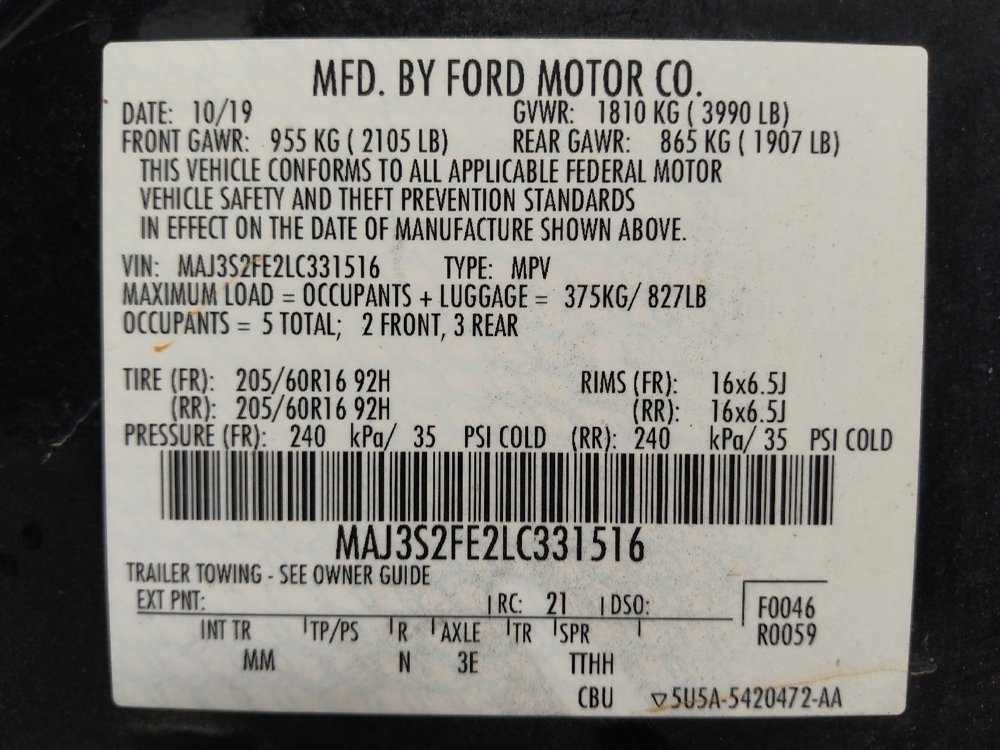 MFD. BY FORD MOTOR CO.
DATE: 10/19 GVWR: 1810 KG ( 3990 LB)
FRONT GAWR: 955 KG ( 2105 LB) REAR GAWR: 865 KG ( 1907 LB)
THIS VEHICLE CONFORMS TO ALL APPLICABLE FEDERAL MOTOR
VEHICLE SAFETY AND THEFT PREVENTION STANDARDS
IN EFFECT ON THE DATE OF MANUFACTURE SHOWN ABOVE.
VIN: MAJ3S2FE2LC331516 TYPE: MPV
MAXIMUM LOAD = OCCUPANTS + LUGGAGE = 375KG/ 827LB
OCCUPANTS = 5 TOTAL; 2 FRONT, 3 REAR
TIRE (FR): 205/60R16 92H RIMS (FR): 16x6.5J
(RR): 205/60R16 92H (RR): 16x6.5J
PRESSURE (FR): 240 kPa/ 35 PSI COLD (RR): 240 kPa/ 35 PSI COLD
MAJ3S2FE2LC331516
TRAILER TOWING - SEE OWNER GUIDE
EXT PNT: RC: 21 DSO: F0046
INT TR TP/PS R AXLE TR SPR R0059
MM N 3E TTHH
CBU ▽5U5A-5420472-AA